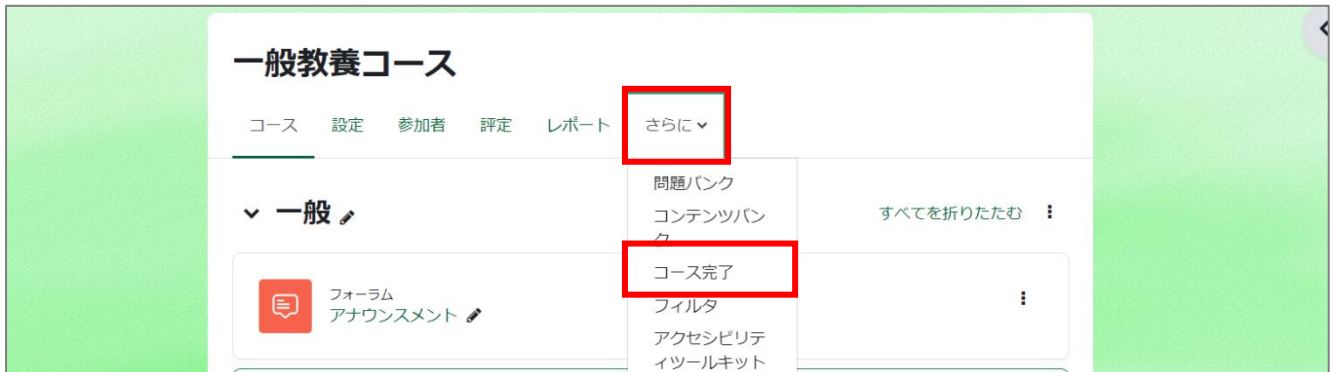 一般教養コース
コース 設定 参加者 評定 レポート さらに
問題バンク
コンテンツバン
ク
コース完了
フィルタ
アクセシビリテ
ィツールキット
一般
すべてを折りたたむ
フォーラム
アナウンスメント